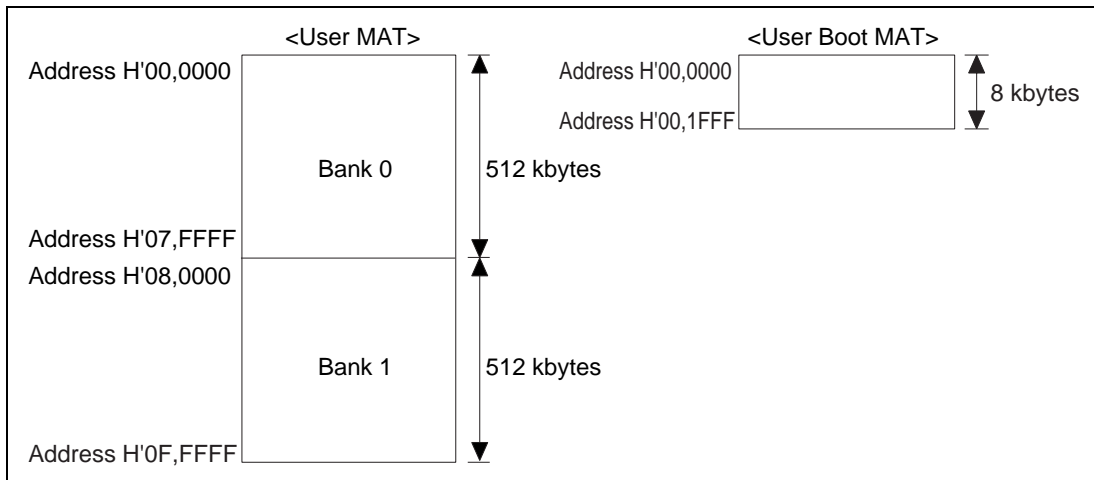 <User MAT>
Address H'00,0000
Bank 0
512 kbytes
Address H'07,FFFF
Address H'08,0000
Bank 1
512 kbytes
Address H'0F,FFFF
<User Boot MAT>
Address H'00,0000
8 kbytes
Address H'00,1FFF